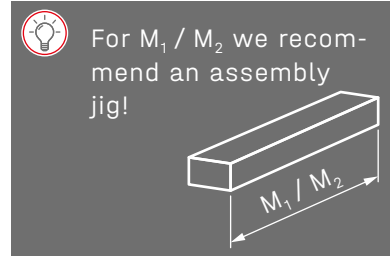 For M₁ / M₂ we recom-
mend an assembly
jig!
M₁ / M₂